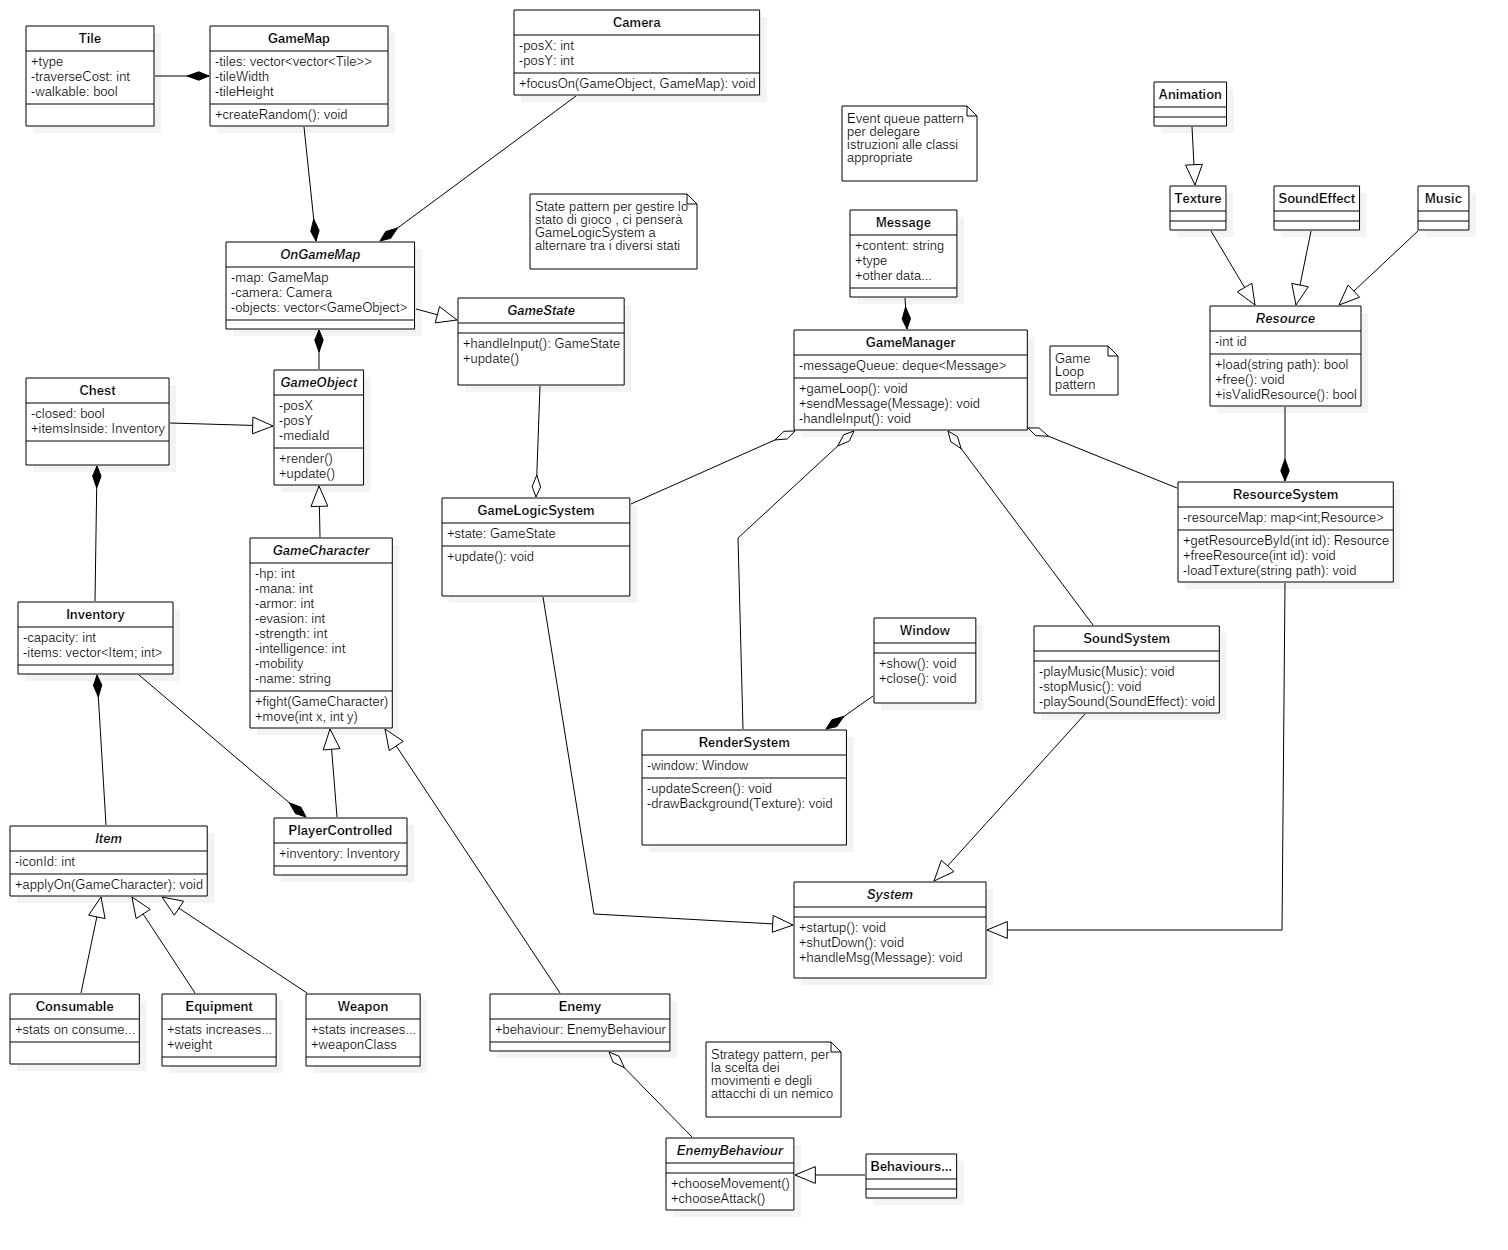 Tile
+type
-traverseCost: int
-walkable: bool
GameMap
-tiles: vector<vector<Tile>>
-tileWidth
-tileHeight
+createRandom(): void
Camera
-posX: int
-posY: int
+focusOn(GameObject, GameMap): void
Event queue pattern
per delegare
istruzioni alle classi
appropriate
Animation
Texture
SoundEffect
Music
State pattern per gestire lo
stato di gioco , ci penserà
GameLogicSystem a
alternare tra i diversi stati
Message
+content: string
+type
+other data...
OnGameMap
-map: GameMap
-camera: Camera
-objects: vector<GameObject>
GameState
+handleInput(): GameState
+update()
GameManager
-messageQueue: deque<Message>
+gameLoop(): void
+sendMessage(Message): void
-handleInput(): void
Game
Loop
pattern
Resource
-int id
+load(string path): bool
+free(): void
+isValidResource(): bool
Chest
-closed: bool
+itemsInside: Inventory
GameObject
-posX
-posY
-mediaId
+render()
+update()
GameLogicSystem
+state: GameState
+update(): void
ResourceSystem
-resourceMap: map<int;Resource>
+getResourceById(int id): Resource
+freeResource(int id): void
-loadTexture(string path): void
GameCharacter
-hp: int
-mana: int
-armor: int
-evasion: int
-strength: int
-intelligence: int
-mobility
-name: string
+fight(GameCharacter)
+move(int x, int y)
Inventory
-capacity: int
-items: vector<Item; int>
Window
+show(): void
+close(): void
SoundSystem
-playMusic(Music): void
-stopMusic(): void
-playSound(SoundEffect): void
RenderSystem
-window: Window
-updateScreen(): void
-drawBackground(Texture): void
Item
-iconId: int
+applyOn(GameCharacter): void
PlayerControlled
+inventory: Inventory
System
+startup(): void
+shutDown(): void
+handleMsg(Message): void
Consumable
+stats on consume...
Equipment
+stats increases...
+weight
Weapon
+stats increases...
+weaponClass
Enemy
+behaviour: EnemyBehaviour
Strategy pattern, per
la scelta dei
movimenti e degli
attacchi di un nemico
EnemyBehaviour
+chooseMovement()
+chooseAttack()
Behaviours...